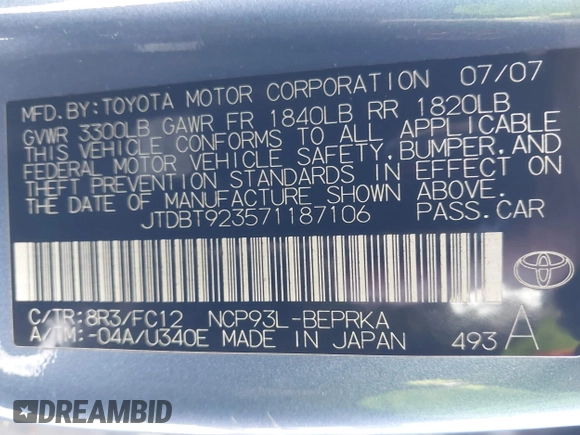 MFD.BY:TOYOTA MOTOR CORPORATION 07/07
GVWR 3300LB GAWR FR 1840LB RR 1820LB
THIS VEHICLE CONFORMS TO ALL APPLICABLE
FEDERAL MOTOR VEHICLE SAFETY,BUMPER,AND
THEFT PREVENTION STANDARDS IN EFFECT ON
THE DATE OF MANUFACTURE SHOWN ABOVE.
JTDBT923571187106 PASS.CAR
C/TR:8R3/FC12 NCP93L-BEPRKA
A/TM:-04A/U340E MADE IN JAPAN 493 A
DREAMBID